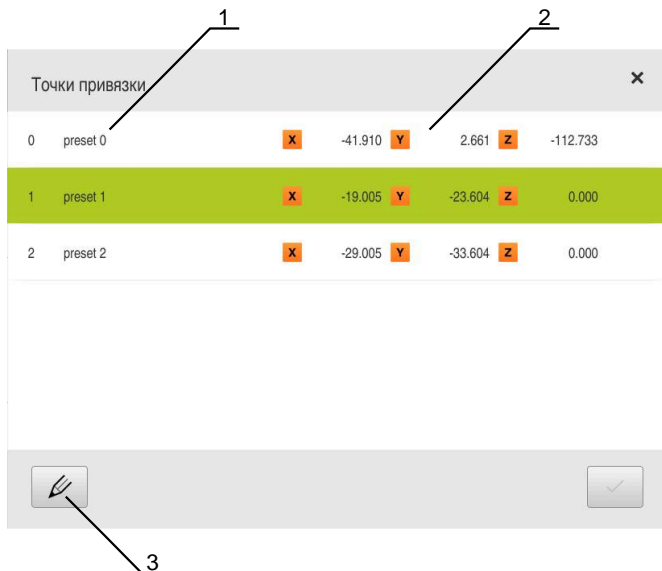 1 2
Точки привязки ×
0 preset 0 X -41.910 Y 2.661 Z -112.733
1 preset 1 X -19.005 Y -23.604 Z 0.000
2 preset 2 X -29.005 Y -33.604 Z 0.000
3